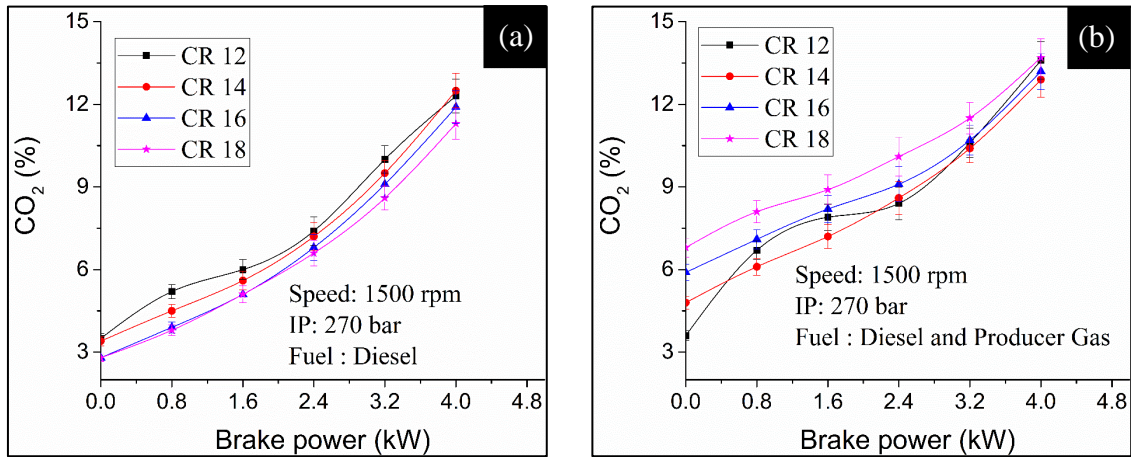 (a)
CR 12
CR 14
CR 16
CR 18
15
12
9
6
3
CO₂ (%)
Speed: 1500 rpm
IP: 270 bar
Fuel : Diesel
0.0 0.8 1.6 2.4 3.2 4.0 4.8
Brake power (kW)
(b)
CR 12
CR 14
CR 16
CR 18
15
12
9
6
3
CO₂ (%)
Speed: 1500 rpm
IP: 270 bar
Fuel : Diesel and Producer Gas
0.0 0.8 1.6 2.4 3.2 4.0 4.8
Brake power (kW)